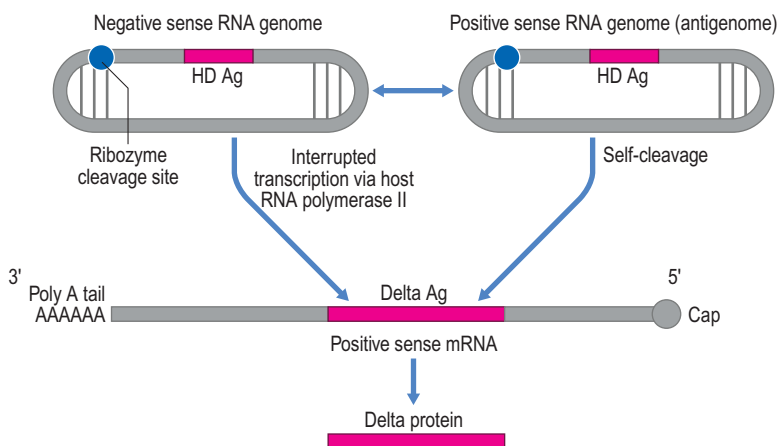 Negative sense RNA genome
Positive sense RNA genome (antigenome)
HD Ag
HD Ag
Ribozyme
cleavage site
Interrupted
transcription via host
RNA polymerase II
Self-cleavage
3'
5'
Poly A tail
AAAAAA
Delta Ag
Cap
Positive sense mRNA
Delta protein